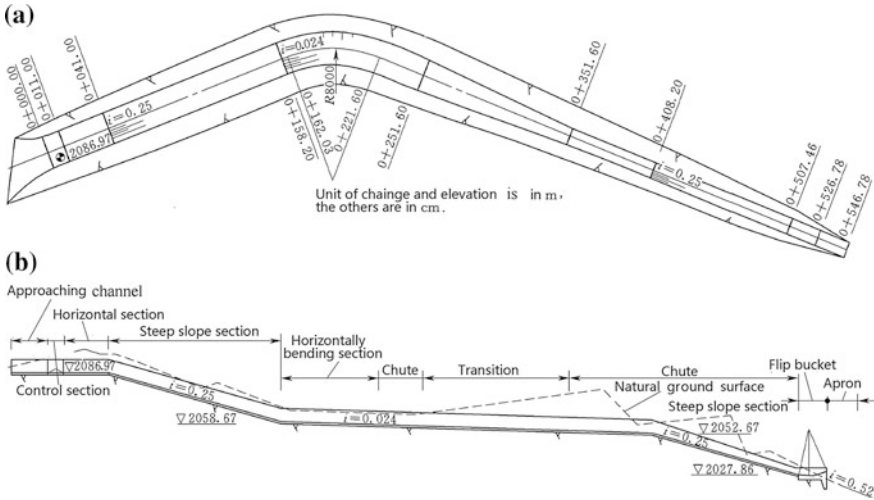 (a)
0+000.00
0+011.00
0+041.00
2086.97
i=0.25
i=0.024
R8000
0+158.20
0+162.03
0+221.60
0+251.60
0+351.60
0+408.20
i=0.25
0+507.46
0+526.78
0+546.78
Unit of chainge and elevation is in m,
the others are in cm.
(b)
Approaching channel
Horizontal section
Steep slope section
Horizontally
bending section
Chute
Transition
Chute
Flip bucket
Apron
Control section
▽2086.97
i=0.25
▽2058.67
i=0.024
Natural
ground surface
Steep slope section
▽2052.67
i=0.25
▽2027.86
i=0.52